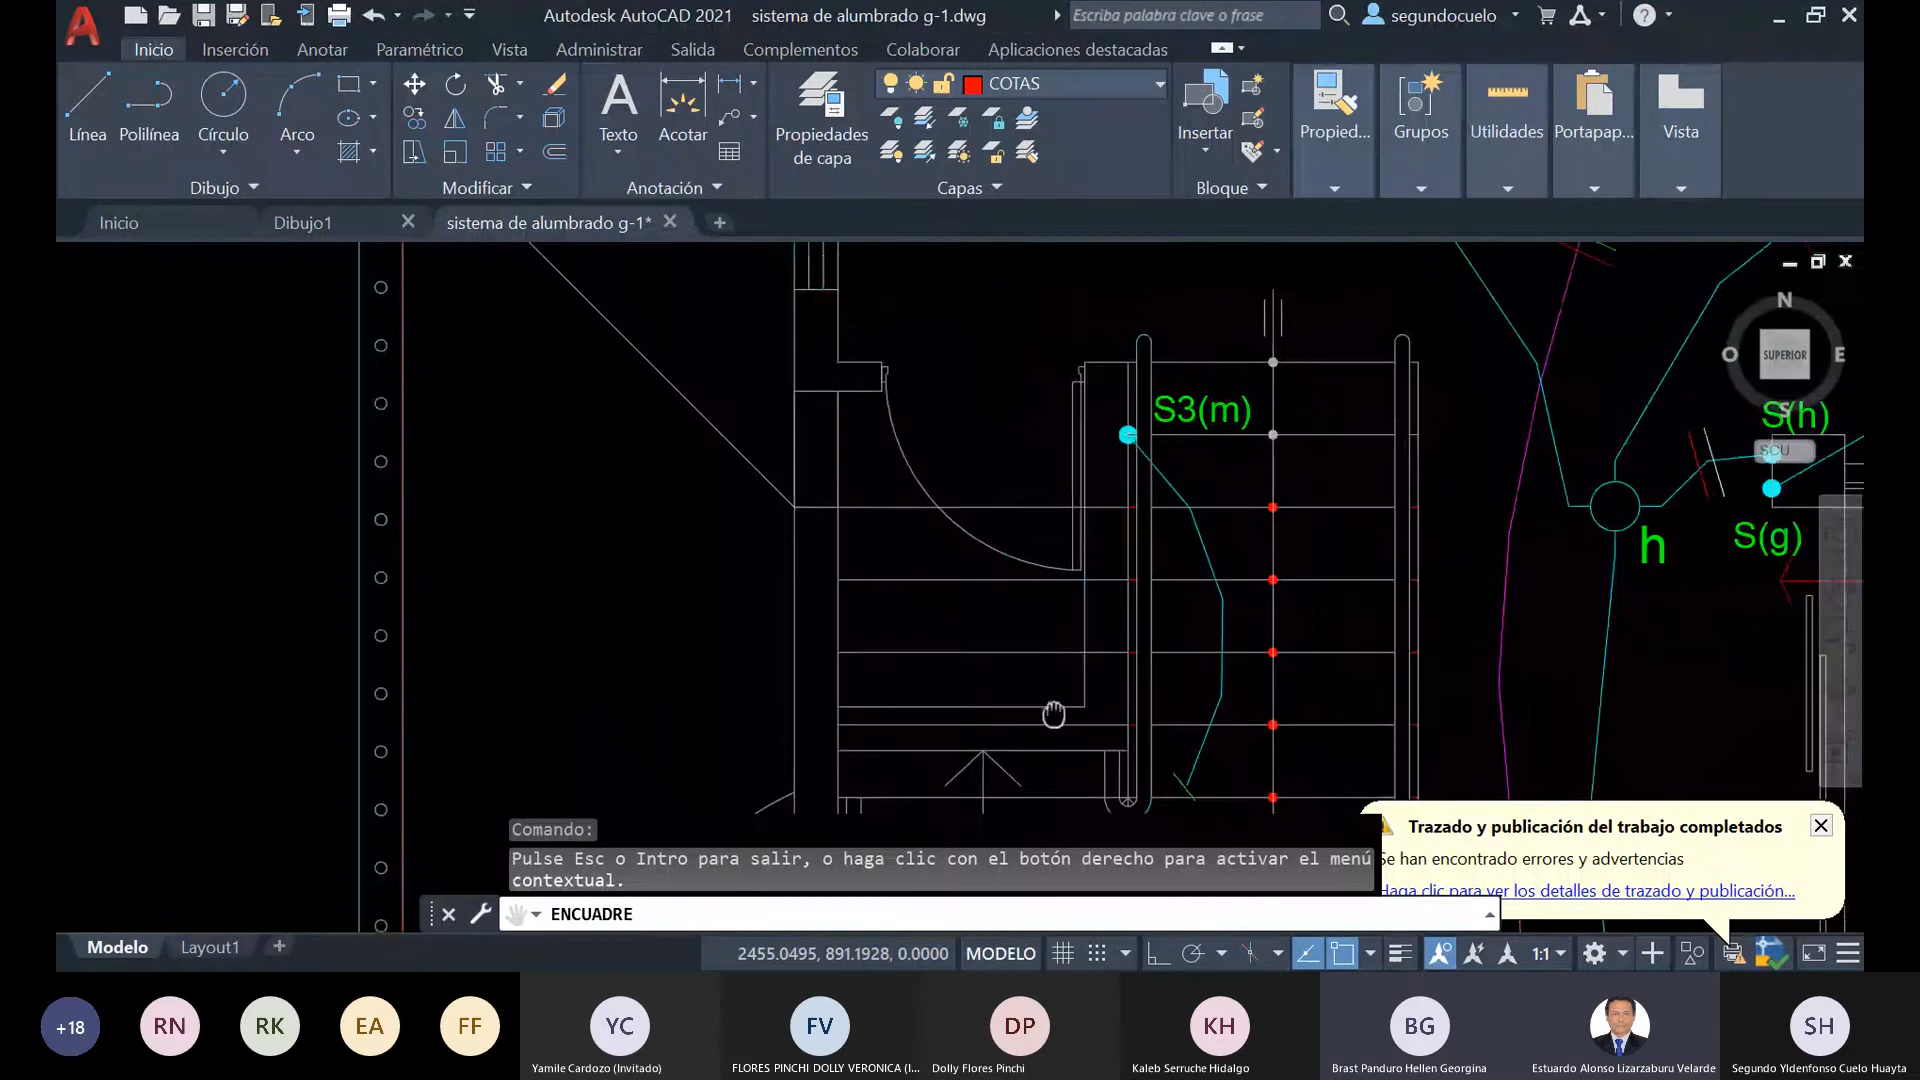 Autodesk AutoCAD 2021 sistema de alumbrado g-1.dwg
Escriba palabra clave o frase
segundocuelo
Inicio Inserción Anotar Paramétrico Vista Administrar Salida Complementos Colaborar Aplicaciones destacadas
Línea Polilínea Círculo Arco
Dibujo
Modificar
Texto Acotar
Anotación
Propiedades de capa
COTAS
Capas
Insertar
Bloque
Propied...
Grupos
Utilidades
Portapap...
Vista
Inicio Dibujo1 sistema de alumbrado g-1*
N
O SUPERIOR E
S
SCU
S3(m)
S(h)
h
S(g)
Comando:
Pulse Esc o Intro para salir, o haga clic con el botón derecho para activar el menú
contextual.
ENCUADRE
Trazado y publicación del trabajo completados
Se han encontrado errores y advertencias
Haga clic para ver los detalles de trazado y publicación...
Modelo Layout1
2455.0495, 891.1928, 0.0000 MODELO 1:1
+18 RN RK EA FF YC FV DP KH BG SH
Yamile Cardozo (Invitado) FLORES PINCHI DOLLY VERONICA (I... Dolly Flores Pinchi Kaleb Serruche Hidalgo Brast Panduro Hellen Georgina Estuardo Alonso Lizarzaburu Velarde Segundo Yldenfonso Cuelo Huayta